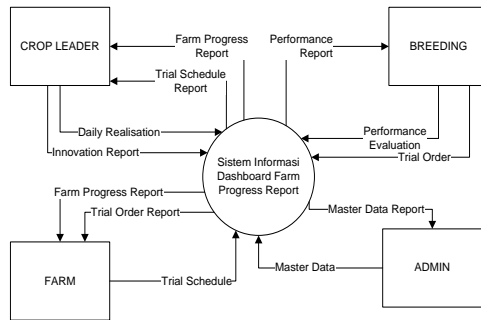 CROP LEADER
Farm Progress
Report
Performance
Report
BREEDING
Trial Schedule
Report
Daily Realisation
Innovation Report
Performance
Evaluation
Trial Order
Sistem Informasi
Dashboard Farm
Progress Report
Farm Progress Report
Trial Order Report
Master Data Report
FARM
Trial Schedule
Master Data
ADMIN